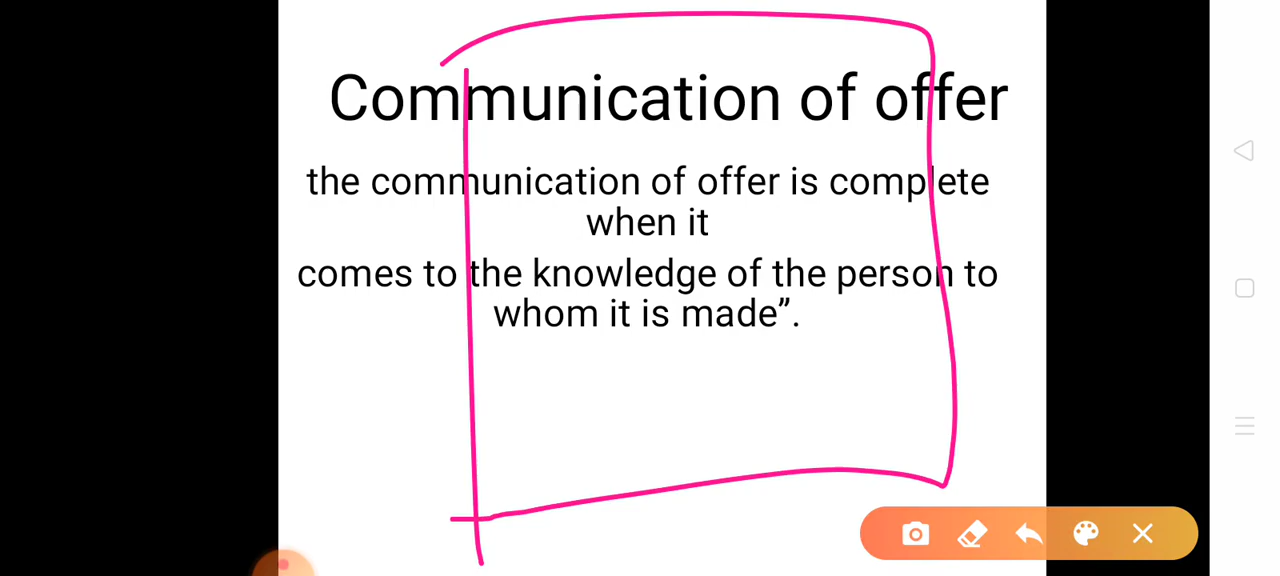 Communication of offer
the communication of offer is complete
when it
comes to the knowledge of the person to
whom it is made”.